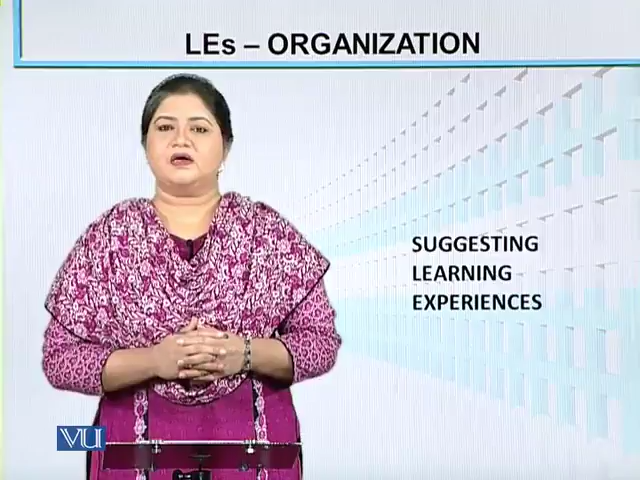 LEs – ORGANIZATION
SUGGESTING
LEARNING
EXPERIENCES
VU